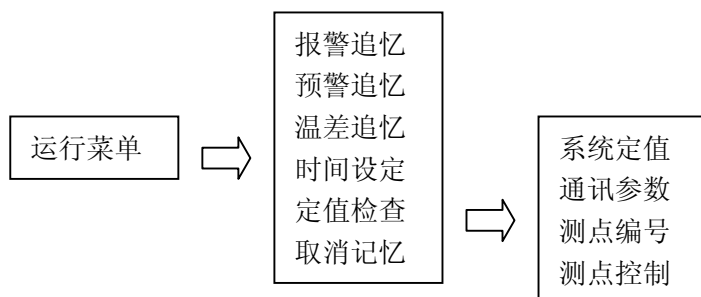 运行菜单
报警追忆
预警追忆
温差追忆
时间设定
定值检查
取消记忆
系统定值
通讯参数
测点编号
测点控制